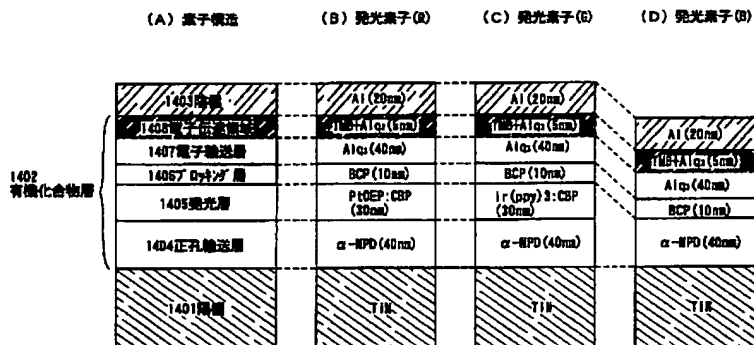 (A) 素子構造
(B) 発光素子(R)
(C) 発光素子(G)
(D) 発光素子(B)
1402
有機化合物層
1403陰極
1408電子伝達領域
1407電子輸送層
1406ブロッキング層
1405発光層
1404正孔輸送層
1401陽極
Al(20nm)
TMB+Alq₃(5nm)
Alq₃(40nm)
BCP(10nm)
PtOEP:CBP
(30nm)
α-NPD(40nm)
TiN
Al(20nm)
TMB+Alq₃(5nm)
Alq₃(40nm)
BCP(10nm)
Ir(ppy)3:CBP
(30nm)
α-NPD(40nm)
TiN
Al(20nm)
TMB+Alq₃(5nm)
Alq₃(40nm)
BCP(10nm)
α-NPD(40nm)
TiN